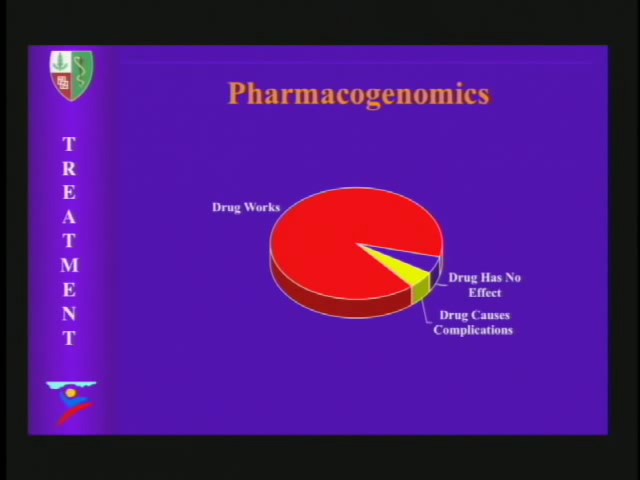 Pharmacogenomics
T
R
E
A
T
M
E
N
T
Drug Works
Drug Has No
Effect
Drug Causes
Complications